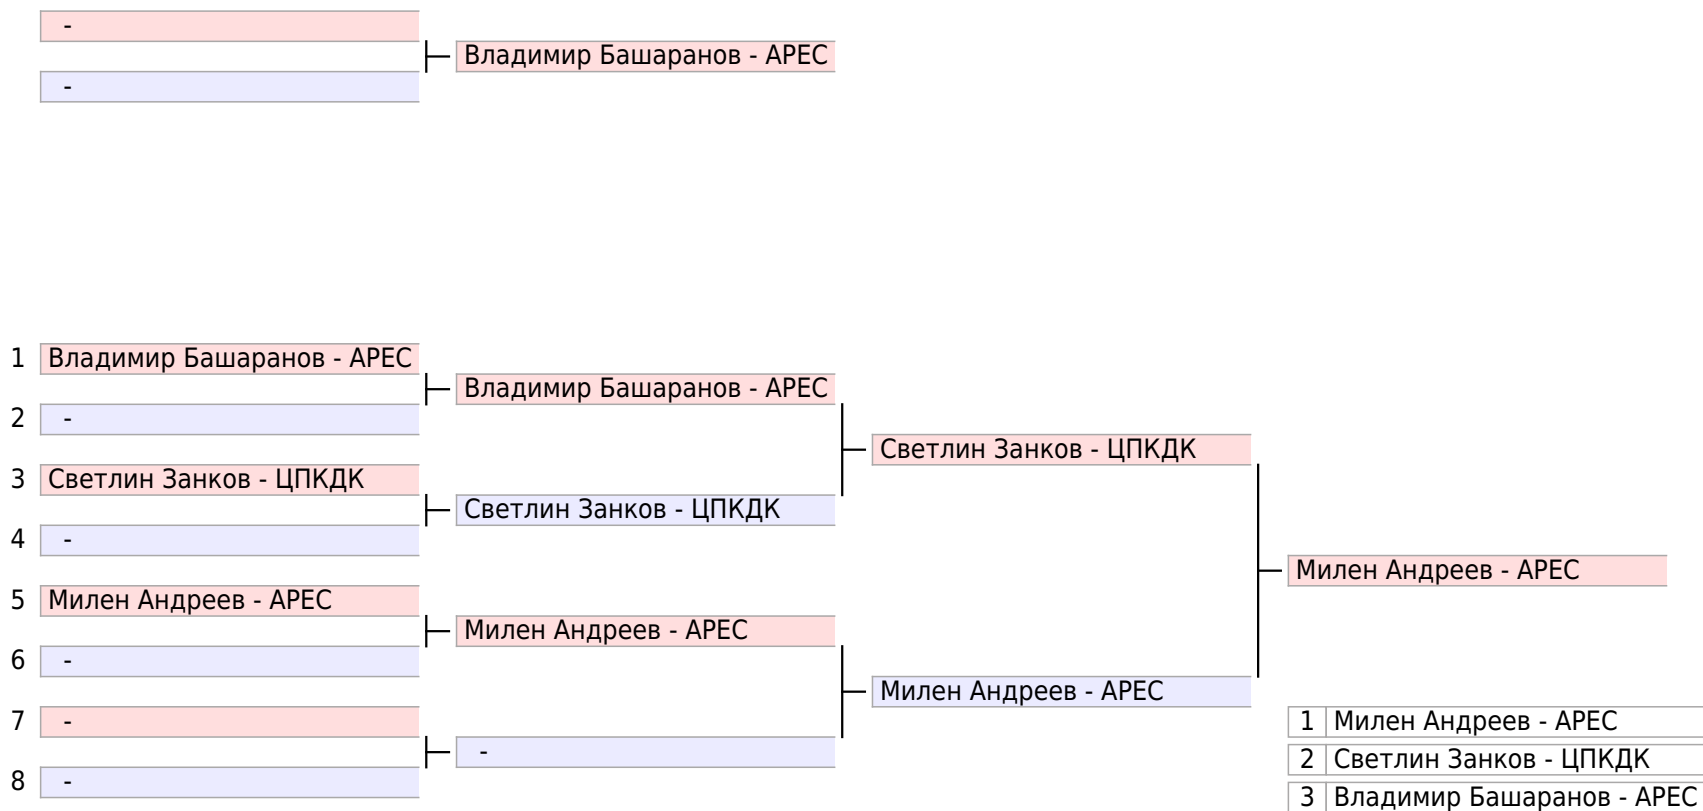 -
Владимир Башаранов - АРЕС
-
1 Владимир Башаранов - АРЕС
Владимир Башаранов - АРЕС
2 -
Светлин Занков - ЦПКДК
3 Светлин Занков - ЦПКДК
Светлин Занков - ЦПКДК
4 -
Милен Андреев - АРЕС
5 Милен Андреев - АРЕС
Милен Андреев - АРЕС
6 -
Милен Андреев - АРЕС
7 -
1 Милен Андреев - АРЕС
-
2 Светлин Занков - ЦПКДК
8 -
3 Владимир Башаранов - АРЕС